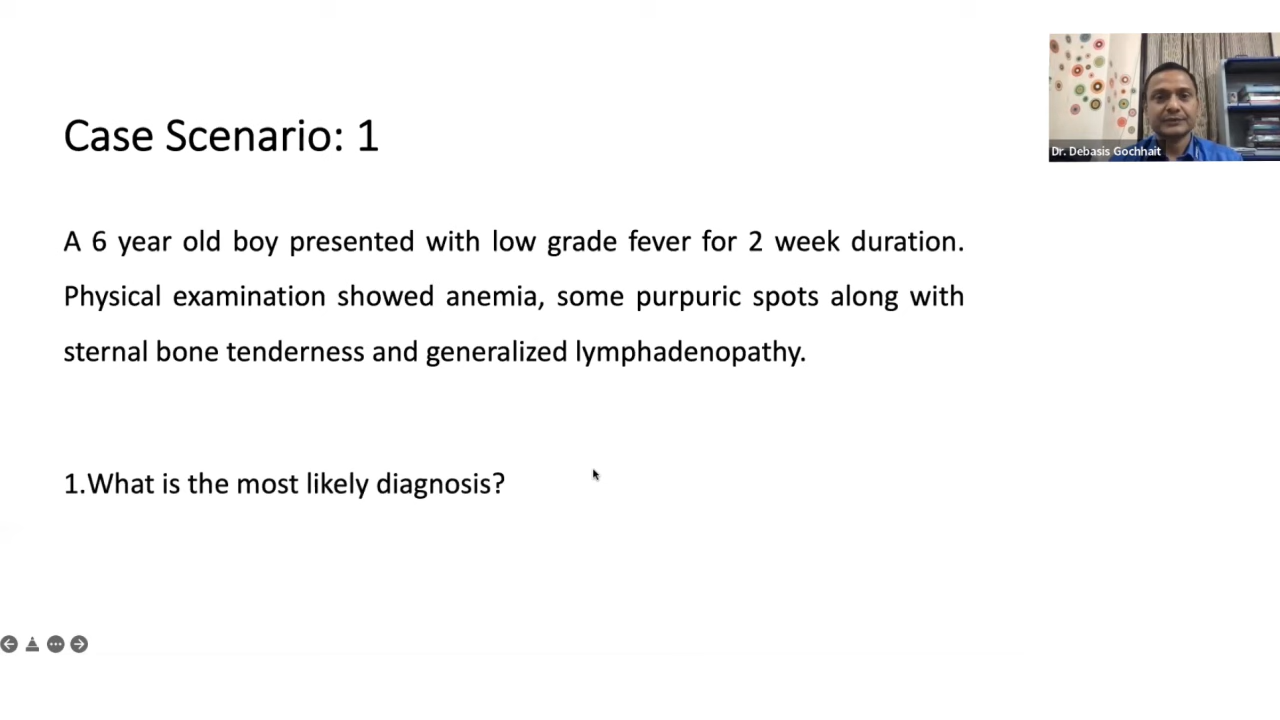 Case Scenario: 1
Dr. Debasis Gochhait
A 6 year old boy presented with low grade fever for 2 week duration.
Physical examination showed anemia, some purpuric spots along with
sternal bone tenderness and generalized lymphadenopathy.
1.What is the most likely diagnosis?